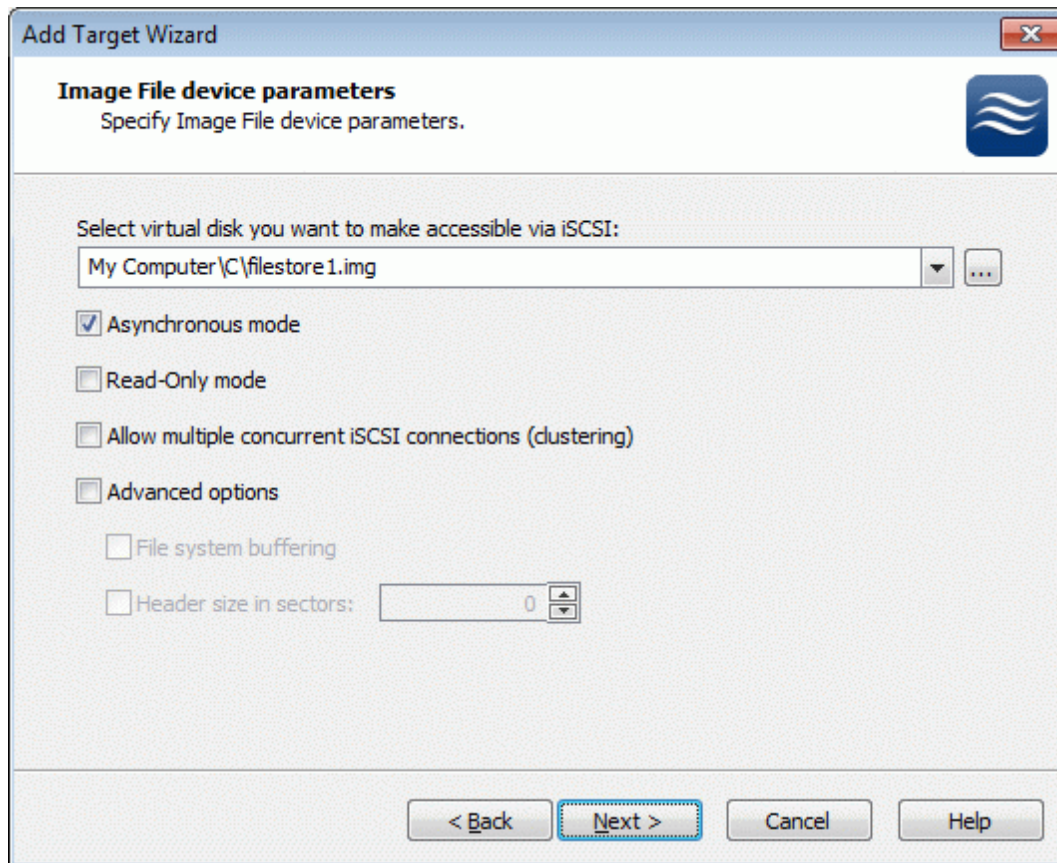 Add Target Wizard
Image File device parameters
Specify Image File device parameters.
Select virtual disk you want to make accessible via iSCSI:
My Computer\C\filestore1.img
...
Asynchronous mode
Read-Only mode
Allow multiple concurrent iSCSI connections (clustering)
Advanced options
File system buffering
Header size in sectors: 0
< Back Next > Cancel Help